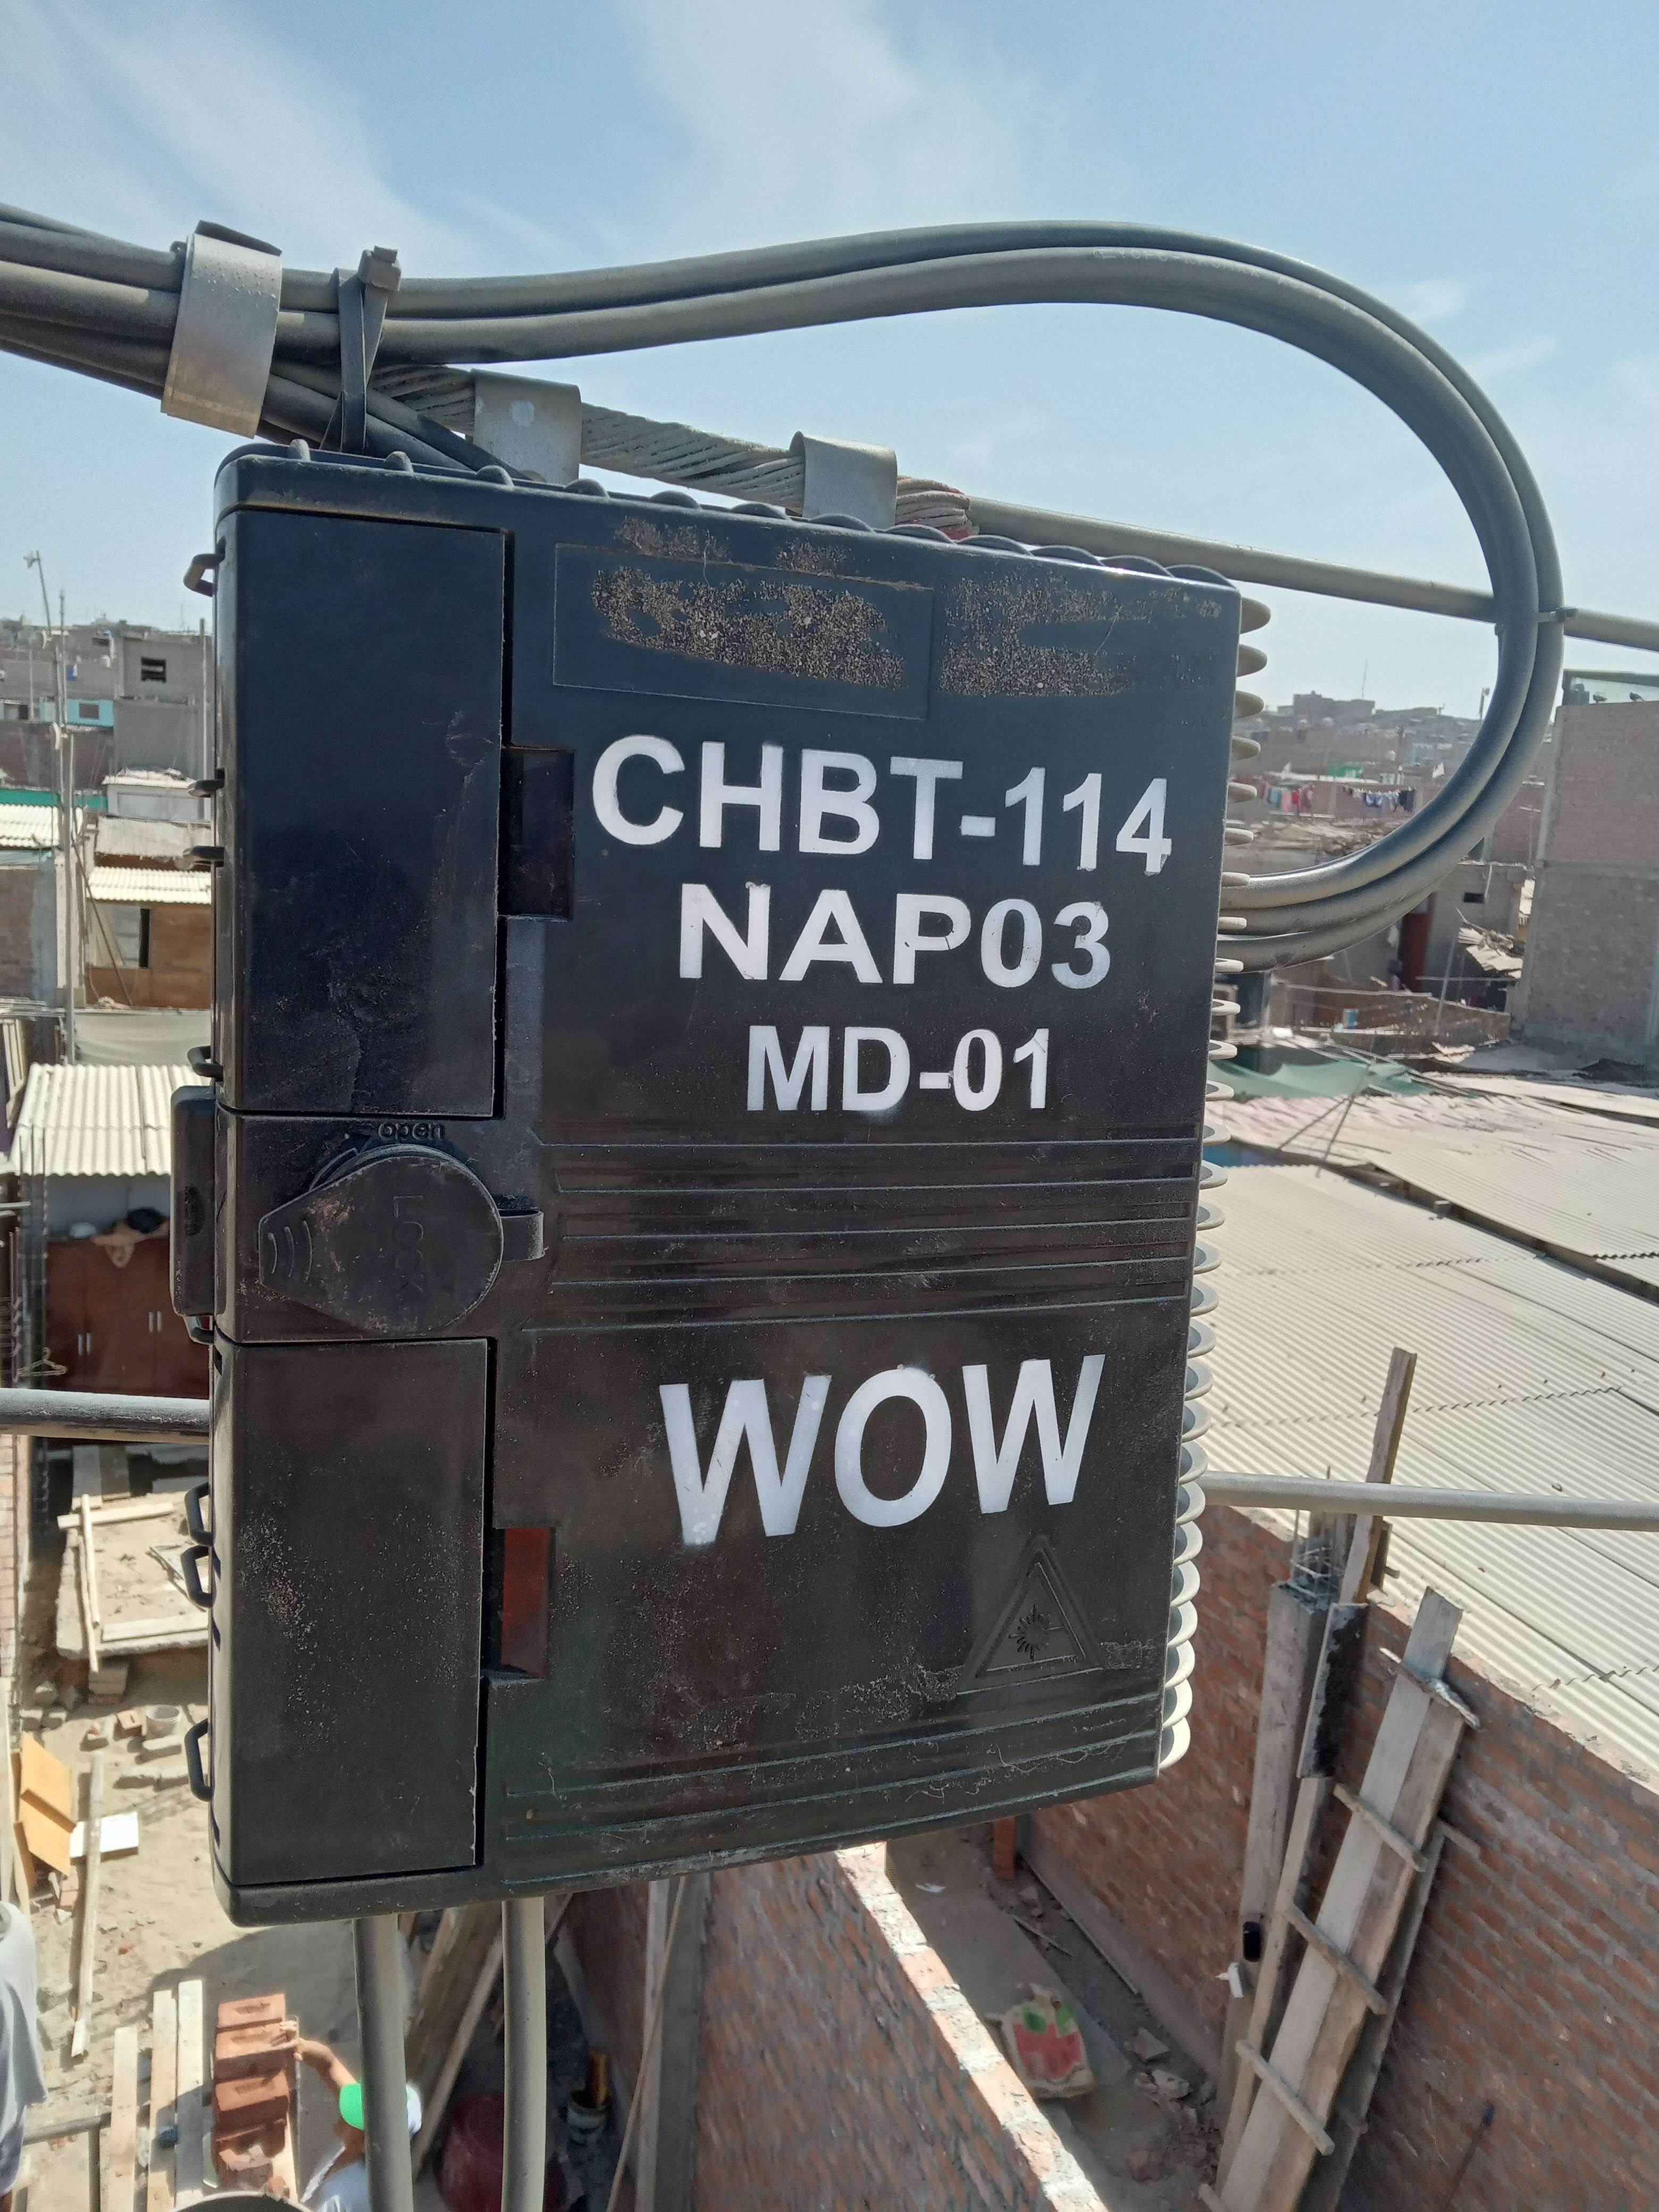 CHBT-114
NAP03
MD-01
open
LOCK
WOW